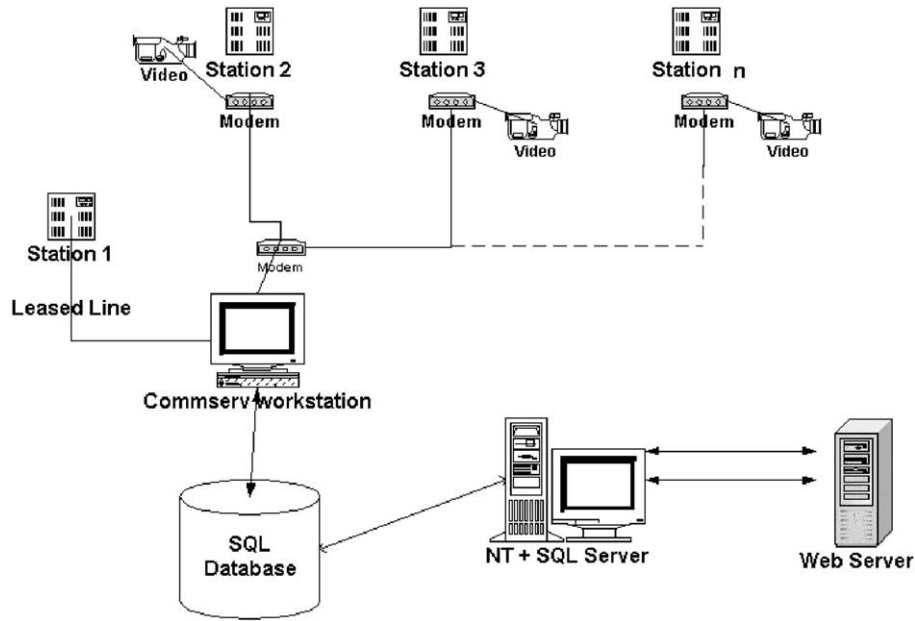 Video
Station 2
Station 3
Station n
Modem
Modem
Video
Modem
Video
Station 1
Modem
Leased Line
Commserv workstation
SQL
Database
NT + SQL Server
Web Server